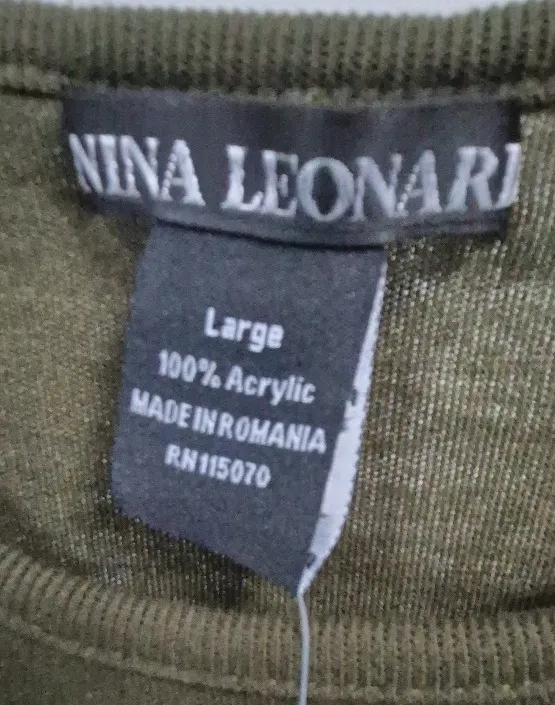 NINA LEONARD
Large
100% Acrylic
MADE IN ROMANIA
RN115070